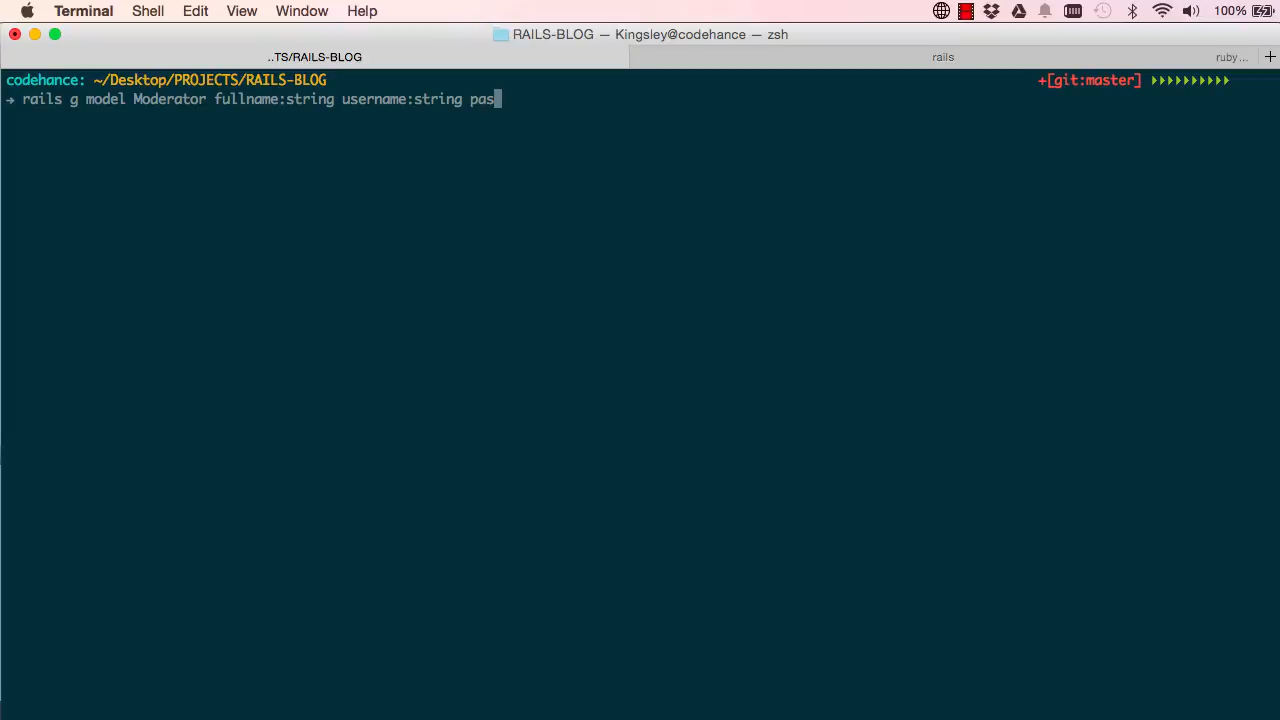 Terminal Shell Edit View Window Help 100%
RAILS-BLOG — Kingsley@codehance — zsh
..TS/RAILS-BLOG rails ruby... +
codehance: ~/Desktop/PROJECTS/RAILS-BLOG +[git:master]
→ rails g model Moderator fullname:string username:string pas